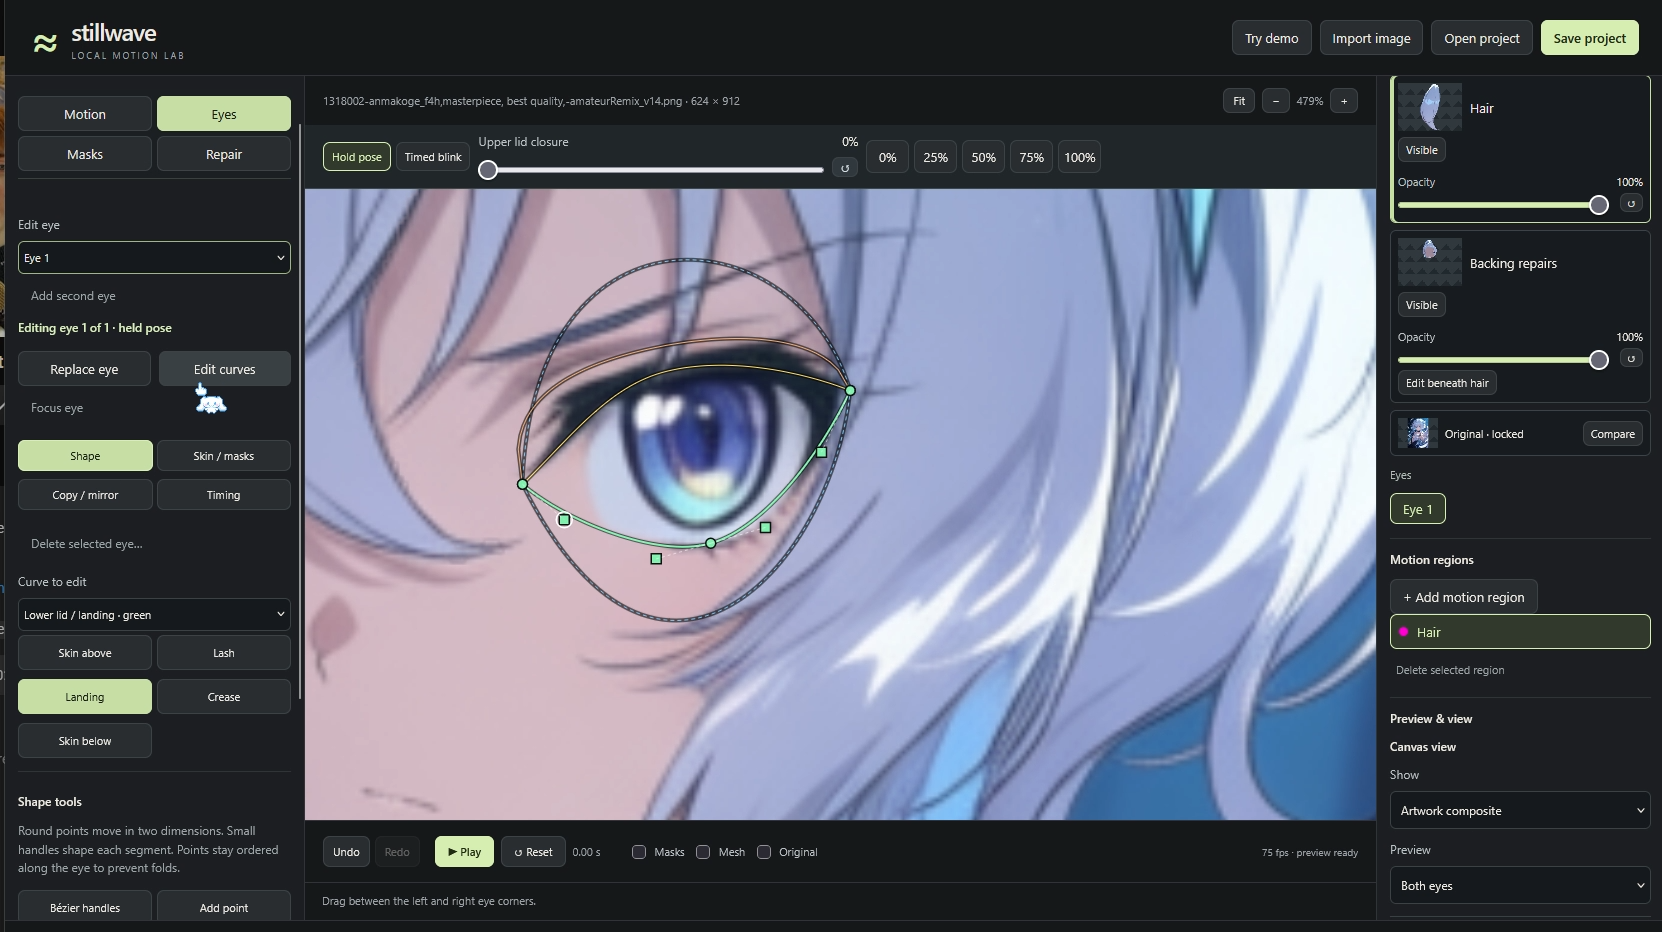 stillwave
LOCAL MOTION LAB
Try demo
Import image
Open project
Save project
Motion
Eyes
Masks
Repair
Edit eye
Eye 1
Add second eye
Editing eye 1 of 1 · held pose
Replace eye
Edit curves
Focus eye
Shape
Skin / masks
Copy / mirror
Timing
Delete selected eye...
Curve to edit
Lower lid / landing · green
Skin above
Lash
Landing
Crease
Skin below
Shape tools
Round points move in two dimensions. Small
handles shape each segment. Points stay ordered
along the eye to prevent folds.
Bézier handles
Add point
1318002-anmakoge_f4h,masterpiece, best quality,-amateurRemix_v14.png · 624 × 912
Fit
−
479%
+
Hold pose
Timed blink
Upper lid closure
0%
↺
0%
25%
50%
75%
100%
Undo
Redo
▶ Play
↺ Reset
0.00 s
Masks
Mesh
Original
75 fps · preview ready
Drag between the left and right eye corners.
Hair
Visible
Opacity
100%
↺
Backing repairs
Visible
Opacity
100%
↺
Edit beneath hair
Original · locked
Compare
Eyes
Eye 1
Motion regions
+ Add motion region
Hair
Delete selected region
Preview & view
Canvas view
Show
Artwork composite
Preview
Both eyes